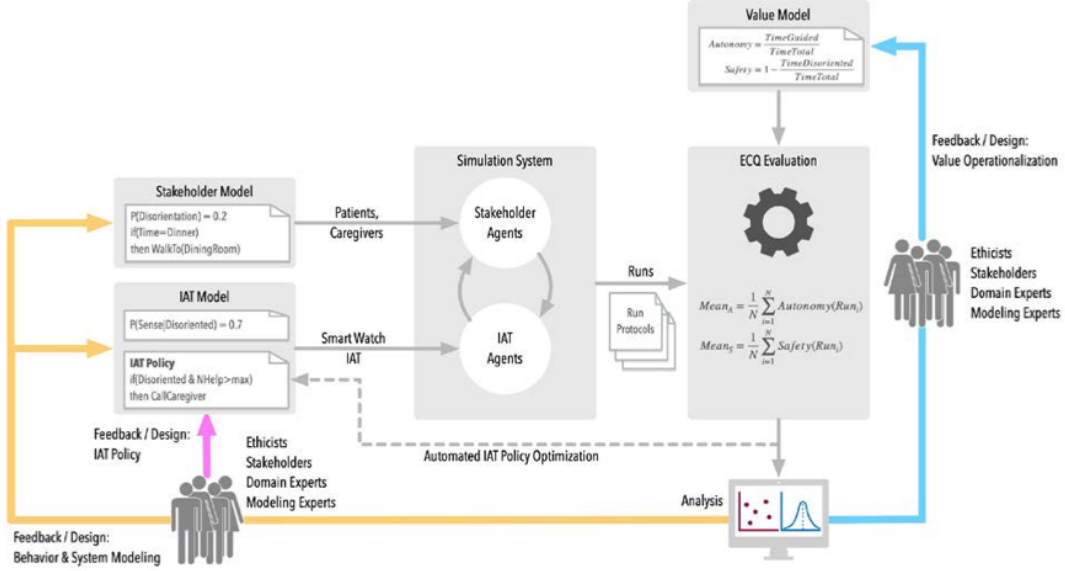 Value Model
Autonomy = TimeGuided / TimeTotal
Safety = 1 − TimeDisoriented / TimeTotal
Feedback / Design:
Value Operationalization
Stakeholder Model
P(Disorientation) = 0.2
if(Time=Dinner)
then WalkTo(DiningRoom)
Patients,
Caregivers
Simulation System
Stakeholder
Agents
IAT
Agents
IAT Model
P(Sense|Disoriented) = 0.7
IAT Policy
if(Disoriented & NHelp>max)
then CallCaregiver
Smart Watch
IAT
Runs
Run
Protocols
ECQ Evaluation
Mean_A = 1/N ∑_{i=1}^{N} Autonomy(Run_i)
Mean_S = 1/N ∑_{i=1}^{N} Safety(Run_i)
Ethicists
Stakeholders
Domain Experts
Modeling Experts
Feedback / Design:
IAT Policy
Ethicists
Stakeholders
Domain Experts
Modeling Experts
Automated IAT Policy Optimization
Analysis
Feedback / Design:
Behavior & System Modeling